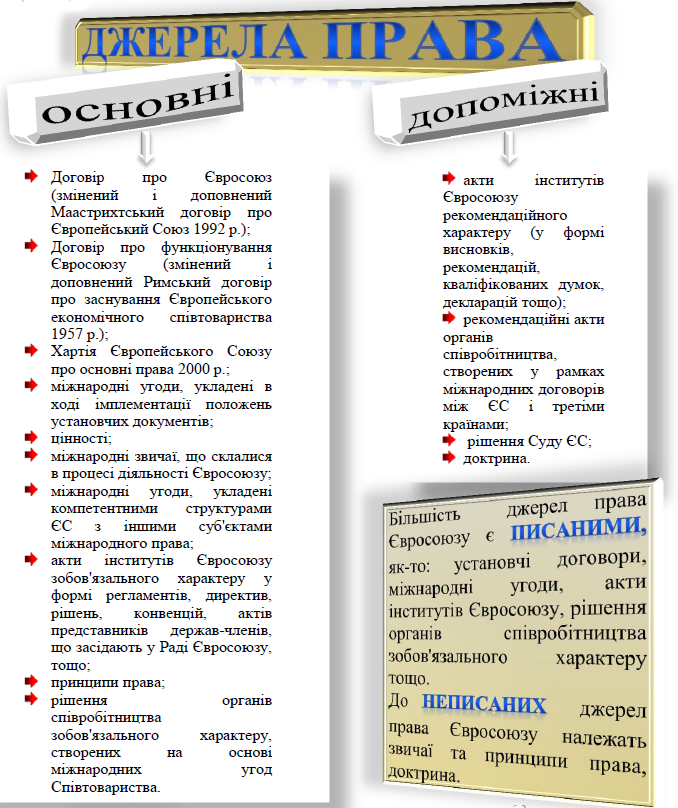 ДЖЕРЕЛА ПРАВА
ОСНОВНІ
Договір про Євросоюз
(змінений і доповнений
Маастрихтський договір про
Європейський Союз 1992 р.);
Договір про функціонування
Євросоюзу (змінений і
доповнений Римський договір
про заснування Європейського
економічного співтовариства
1957 р.);
Хартія Європейського Союзу
про основні права 2000 р.;
міжнародні угоди, укладені в
ході імплементації положень
установчих документів;
цінності;
міжнародні звичаї, що склалися
в процесі діяльності Євросоюзу;
міжнародні угоди, укладені
компетентними структурами
ЄС з іншими суб'єктами
міжнародного права;
акти інститутів Євросоюзу
зобов'язального характеру у
формі регламентів, директив,
рішень, конвенцій, актів
представників держав-членів,
що засідають у Раді Євросоюзу,
тощо;
принципи права;
рішення органів
співробітництва
зобов'язального характеру,
створених на основі
міжнародних угод
Співтовариства.
ДОПОМІЖНІ
акти інститутів
Євросоюзу
рекомендаційного
характеру (у формі
висновків,
рекомендацій,
кваліфікованих думок,
декларацій тощо);
рекомендаційні акти
органів
співробітництва,
створених у рамках
міжнародних договорів
між ЄС і третіми
країнами;
рішення Суду ЄС;
доктрина.
Більшість джерел права
Євросоюзу є ПИСАНИМИ,
як-то: установчі договори,
міжнародні угоди, акти
інститутів Євросоюзу, рішення
органів співробітництва
зобов'язального характеру
тощо.
До НЕПИСАНИХ джерел
права Євросоюзу належать
звичаї та принципи права,
доктрина.